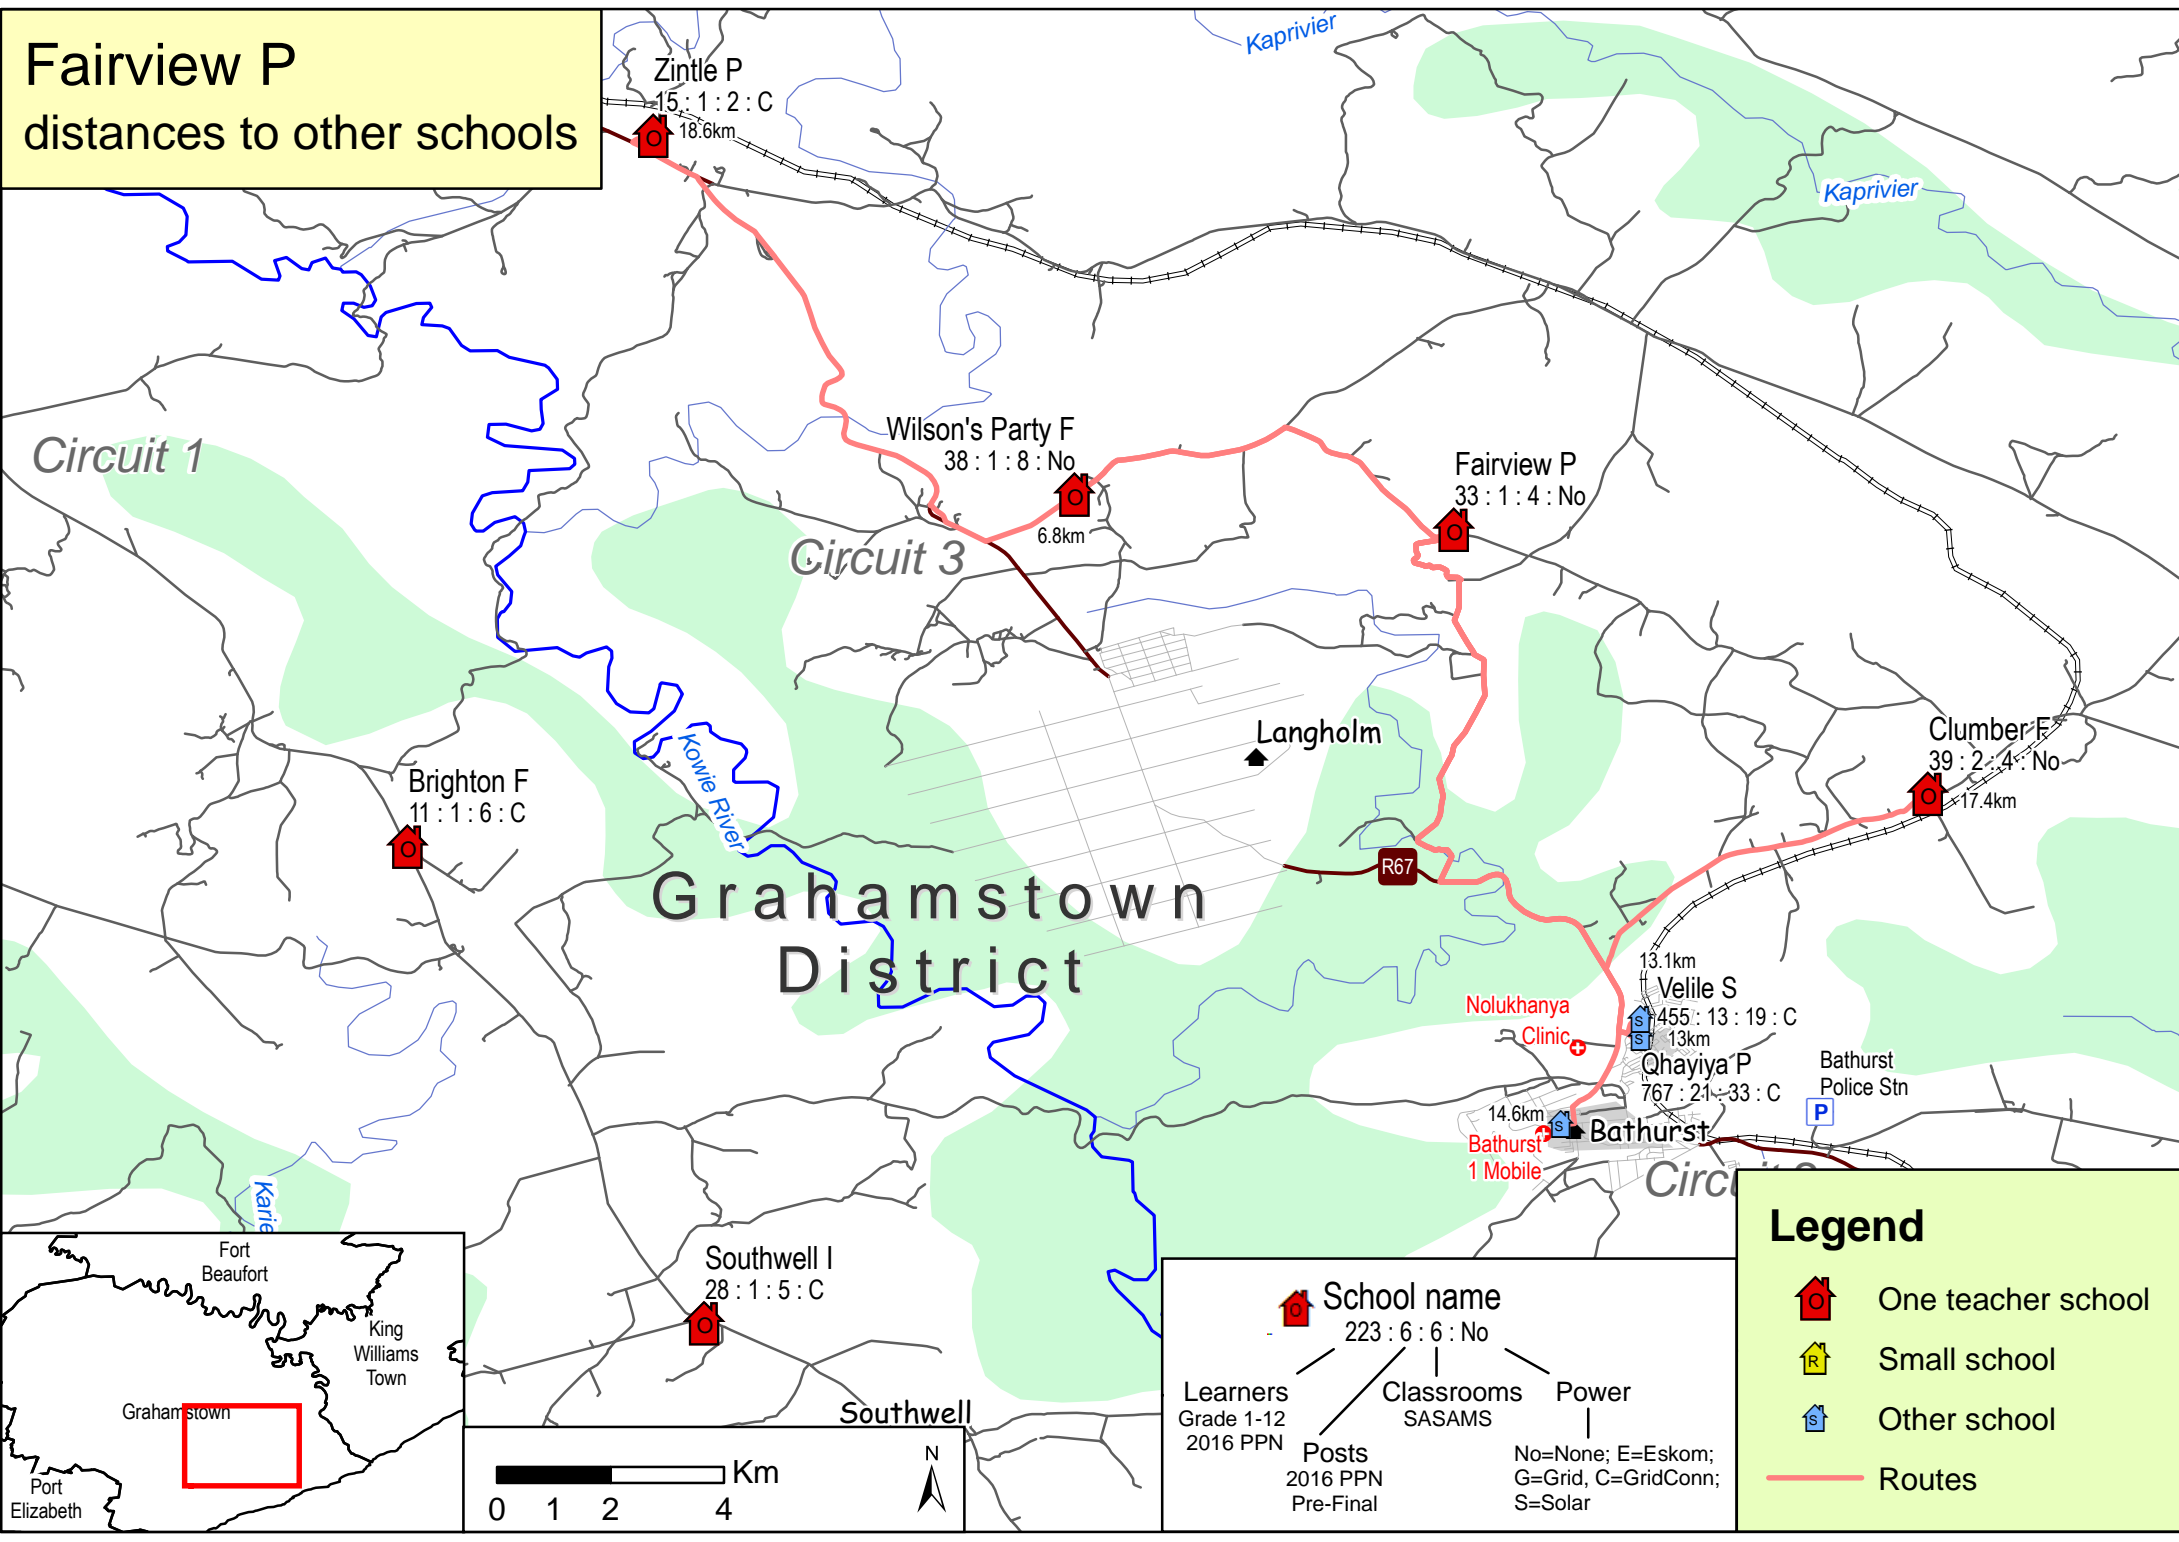 Fairview P
distances to other schools
Zintle P
15 : 1 : 2 : C
18.6km
Kaprivier
Kaprivier
Circuit 1
Wilson's Party F
38 : 1 : 8 : No
6.8km
Circuit 3
Fairview P
33 : 1 : 4 : No
Langholm
Clumber F
39 : 2 : 4 : No
17.4km
Brighton F
11 : 1 : 6 : C
Kowie River
R67
Grahamstown
District
13.1km
Velile S
455 : 13 : 19 : C
13km
Qhayiya P
767 : 21 : 33 : C
Nolukhanya
Clinic
Bathurst
Police Stn
P
14.6km
Bathurst
Bathurst
1 Mobile
Circu
Karie
Southwell I
28 : 1 : 5 : C
Southwell
Fort
Beaufort
King
Williams
Town
Grahamstown
Port
Elizabeth
Km
0 1 2 4
N
School name
223 : 6 : 6 : No
Learners
Grade 1-12
2016 PPN
Posts
2016 PPN
Pre-Final
Classrooms
SASAMS
Power
No=None; E=Eskom;
G=Grid, C=GridConn;
S=Solar
Legend
O One teacher school
R Small school
S Other school
Routes